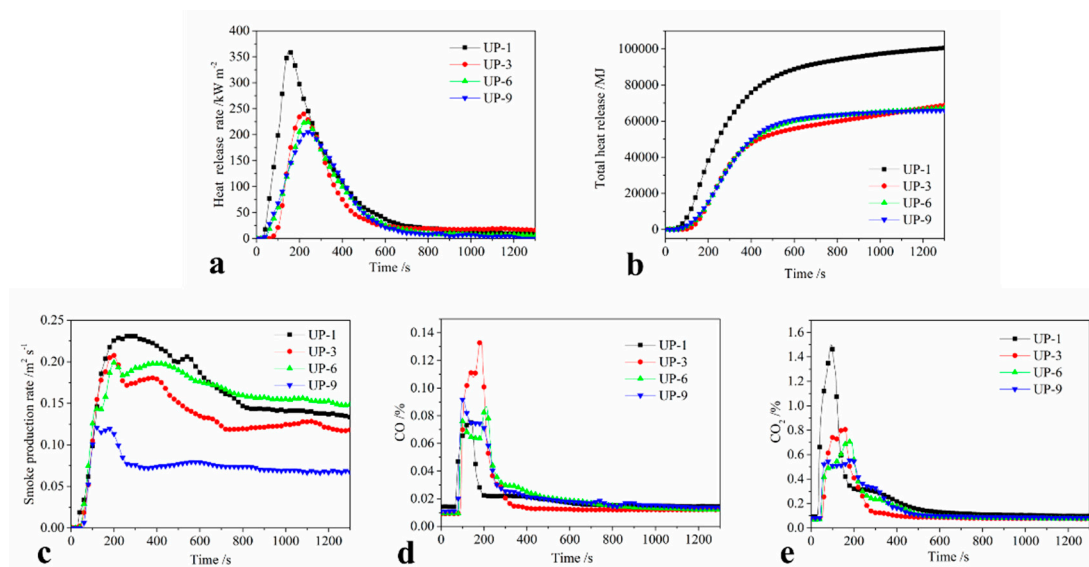 400
350
300
250
200
150
100
50
0
Heat release rate /kW m⁻²
UP-1
UP-3
UP-6
UP-9
0 200 400 600 800 1000 1200
Time /s
a
100000
80000
60000
40000
20000
0
Total heat release /MJ
UP-1
UP-3
UP-6
UP-9
0 200 400 600 800 1000 1200
Time /s
b
0.25
0.20
0.15
0.10
0.05
0.00
Smoke production rate /m² s⁻¹
UP-1
UP-3
UP-6
UP-9
0 200 400 600 800 1000 1200
Time /s
c
0.14
0.12
0.10
0.08
0.06
0.04
0.02
0.00
CO /%
UP-1
UP-3
UP-6
UP-9
0 200 400 600 800 1000 1200
Time /s
d
1.6
1.4
1.2
1.0
0.8
0.6
0.4
0.2
0.0
CO₂ /%
UP-1
UP-3
UP-6
UP-9
0 200 400 600 800 1000 1200
Time /s
e